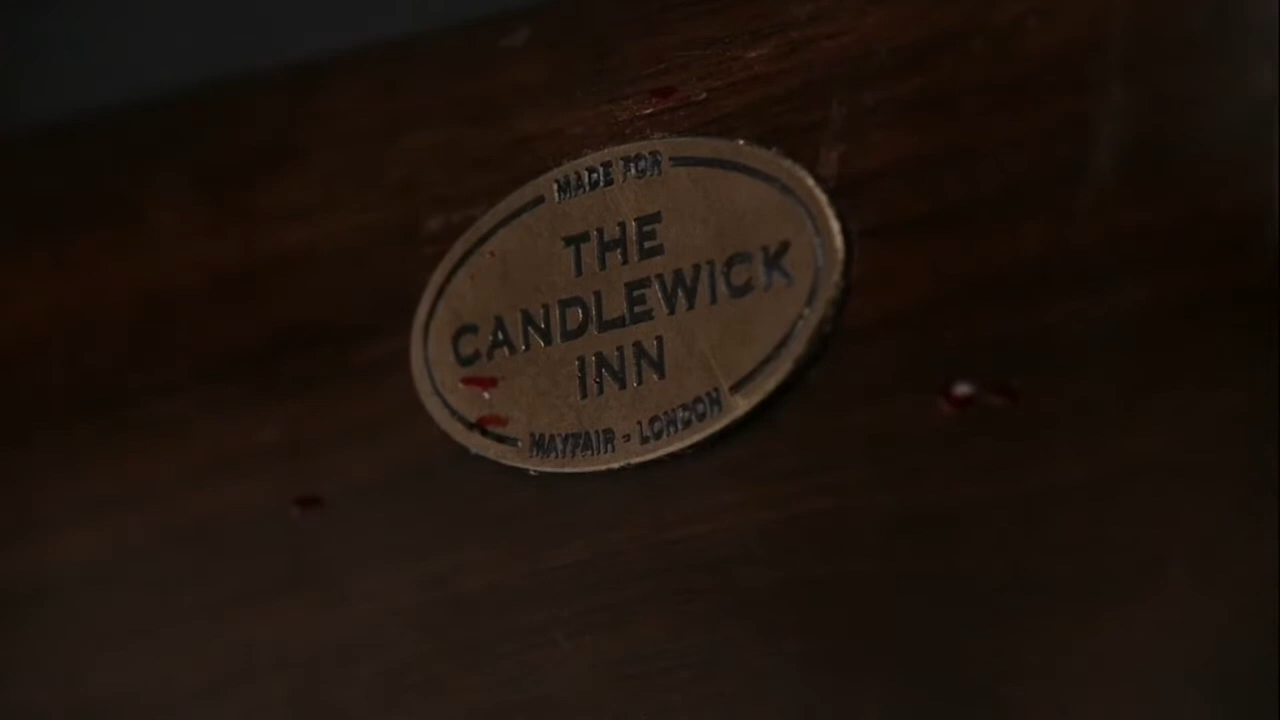 MADE FOR
THE
CANDLEWICK
INN
MAYFAIR - LONDON